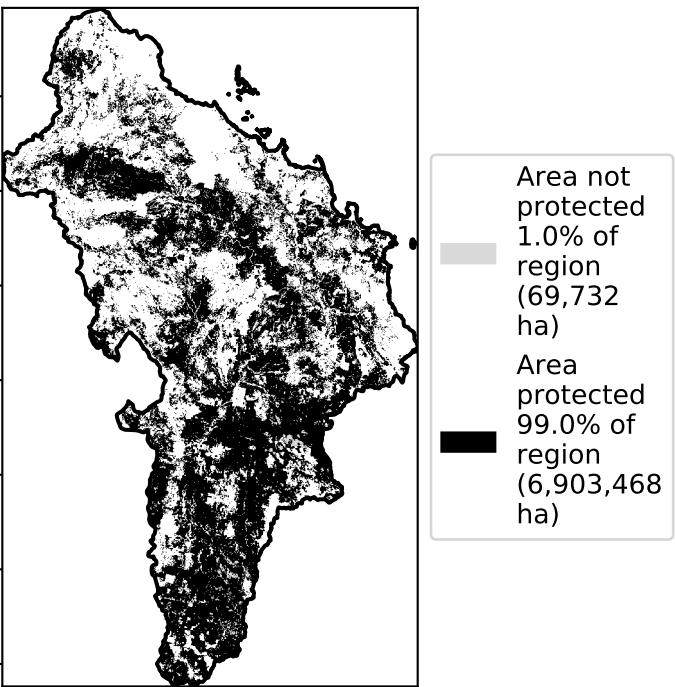 Area not
protected
1.0% of
region
(69,732
ha)
Area
protected
99.0% of
region
(6,903,468
ha)